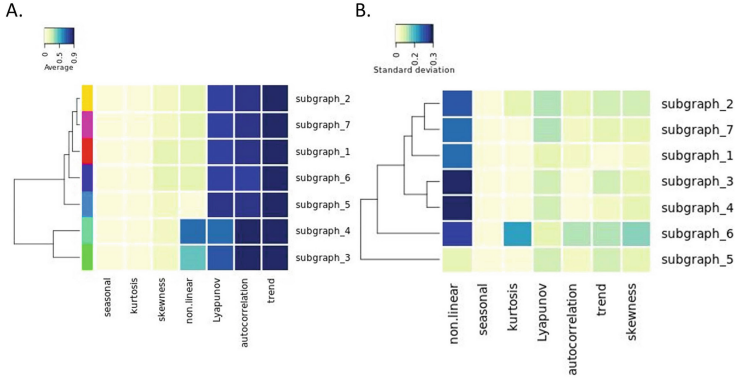 A.
0
0.5
0.9
Average
subgraph_2
subgraph_7
subgraph_1
subgraph_6
subgraph_5
subgraph_4
subgraph_3
seasonal
kurtosis
skewness
non.linear
Lyapunov
autocorrelation
trend
B.
0
0.2
0.3
Standard deviation
subgraph_2
subgraph_7
subgraph_1
subgraph_3
subgraph_4
subgraph_6
subgraph_5
non.linear
seasonal
kurtosis
Lyapunov
autocorrelation
trend
skewness